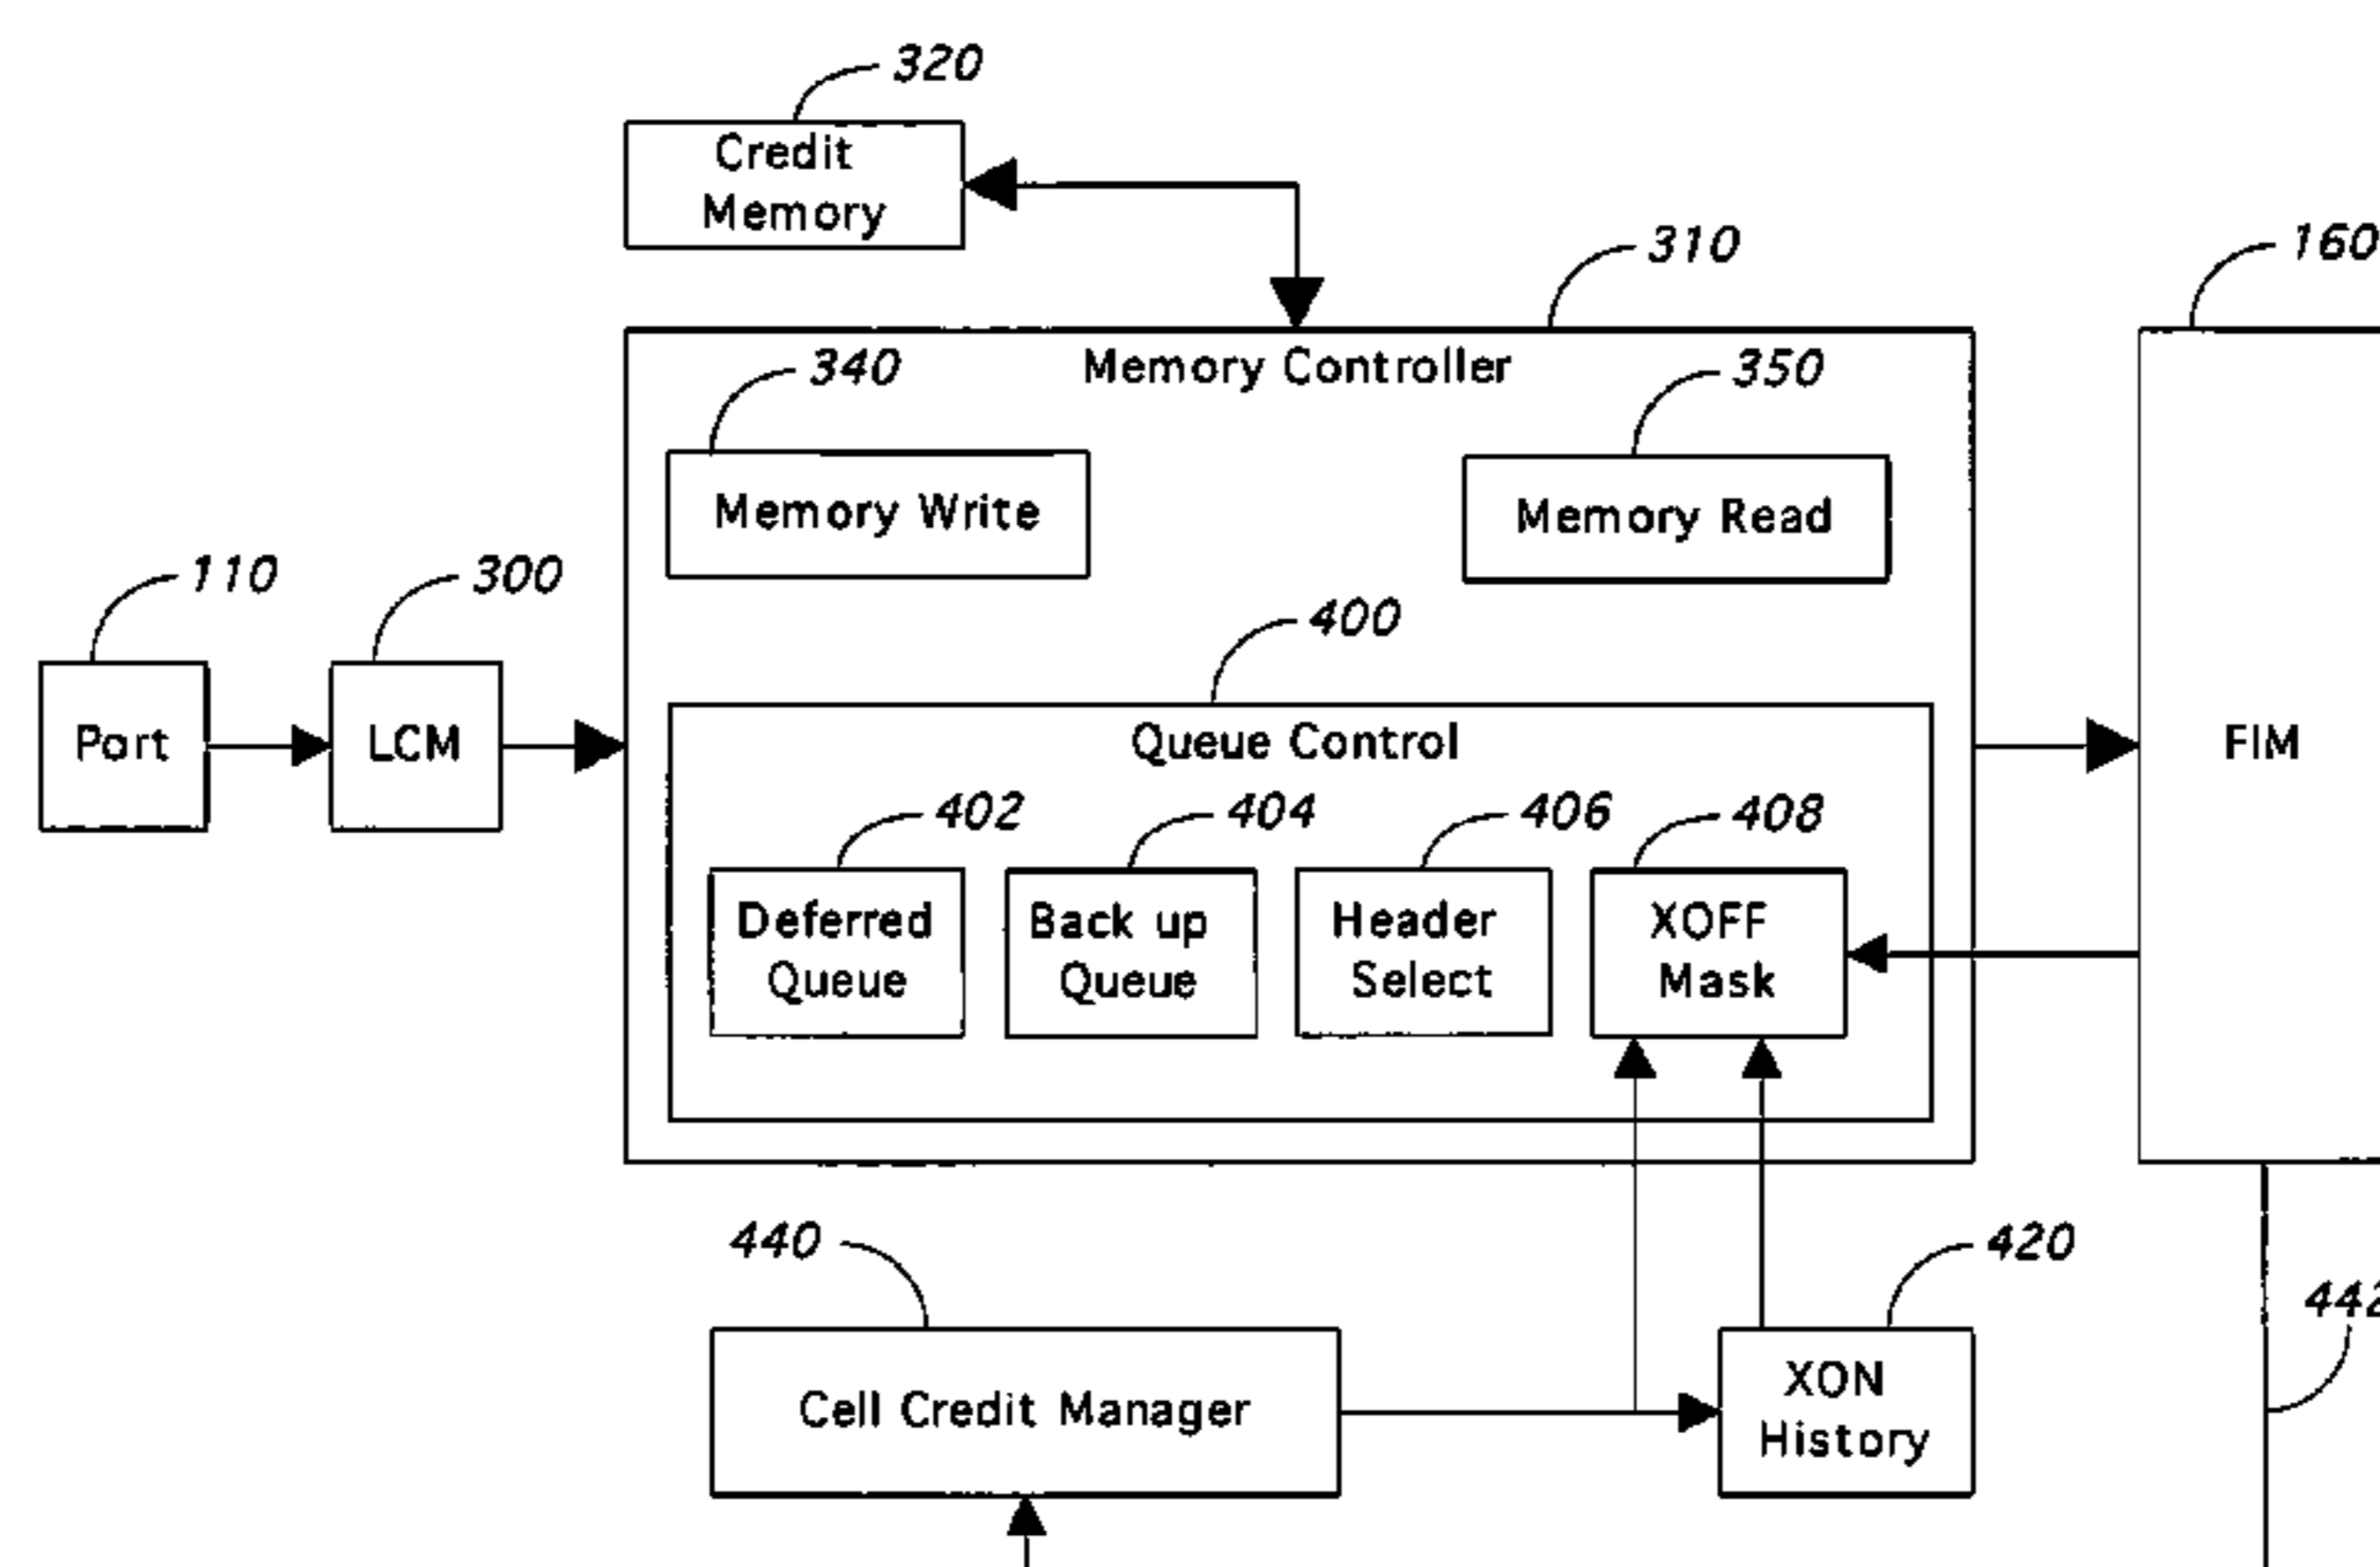 320
Credit
Memory
310
160
Memory Controller
340
350
Memory Write
Memory Read
110
300
400
Port
LCM
Queue Control
FIM
402
404
406
408
Deferred
Queue
Back up
Queue
Header
Select
XOFF
Mask
440
420
442
Cell Credit Manager
XON
History